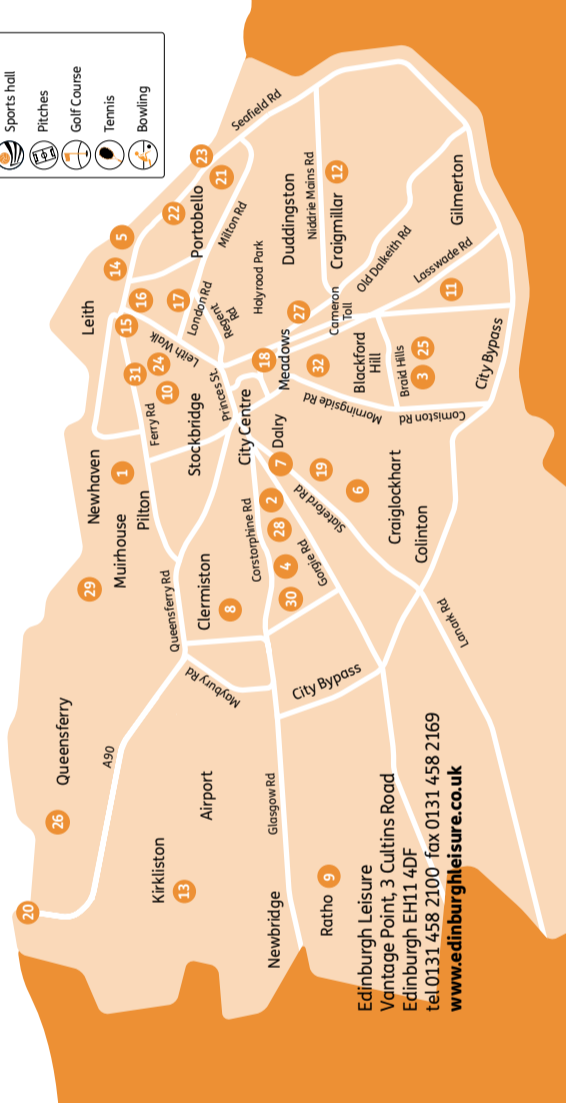 Sports hall
Pitches
Golf Course
Tennis
Bowling
20
26
Queensferry
A90
Kirkliston
13
Airport
Newbridge
Glasgow Rd
Ratho
9
Maybury Rd
City Bypass
Queensferry Rd
Clermiston
8
29
Muirhouse
Newhaven
1
Pilton
Ferry Rd
Stockbridge
10
24
31
Leith
15
16
14
5
17
Leith Walk
London Rd
Regent
Rd
Princes St.
City Centre
Corstorphine Rd
2
28
4
30
Gorgie Rd
7
Dalry
Slateford Rd
19
6
Craiglockhart
Colinton
Lanark Rd
18
Meadows
32
27
Morningside Rd
Comiston Rd
Blackford
Hill
Braid Hills
3
25
City Bypass
Cameron
Toll
Holyrood Park
22
Portobello
23
21
Milton Rd
Seafield Rd
Duddingston
Niddrie Mains Rd
Craigmillar
12
Old Dalkeith Rd
Lasswade Rd
11
Gilmerton
Edinburgh Leisure
Vantage Point, 3 Cultins Road
Edinburgh EH11 4DF
tel 0131 458 2100 fax 0131 458 2169
www.edinburghleisure.co.uk